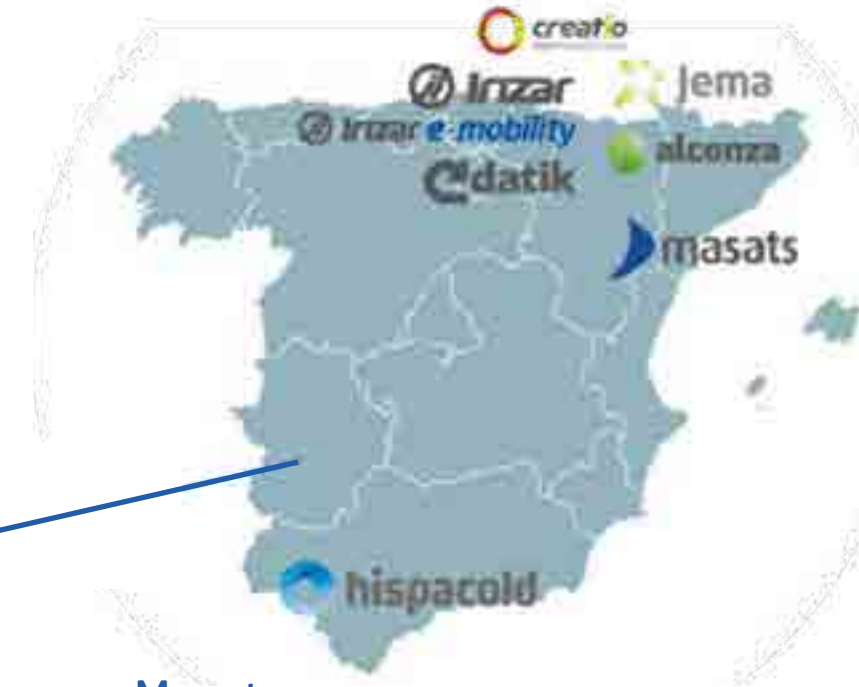 creatio
Irizar
Jema
Irizar e-mobility
alconza
datik
masats
hispacold